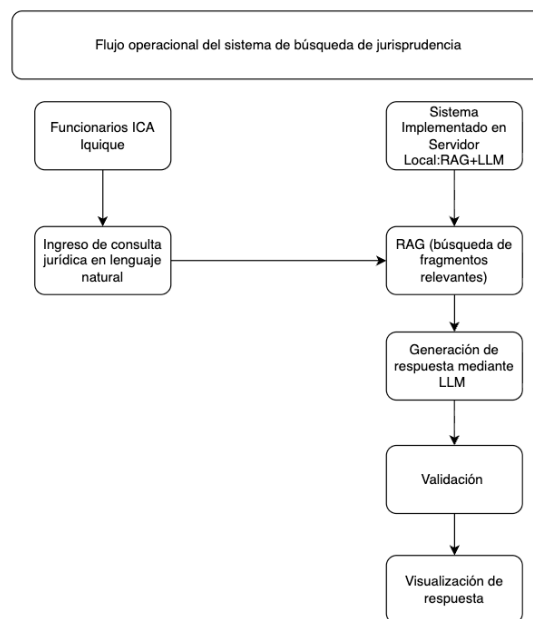 Flujo operacional del sistema de búsqueda de jurisprudencia
Funcionarios ICA
Iquique
Sistema
Implementado en
Servidor
Local:RAG+LLM
Ingreso de consulta
jurídica en lenguaje
natural
RAG (búsqueda de
fragmentos
relevantes)
Generación de
respuesta mediante
LLM
Validación
Visualización de
respuesta